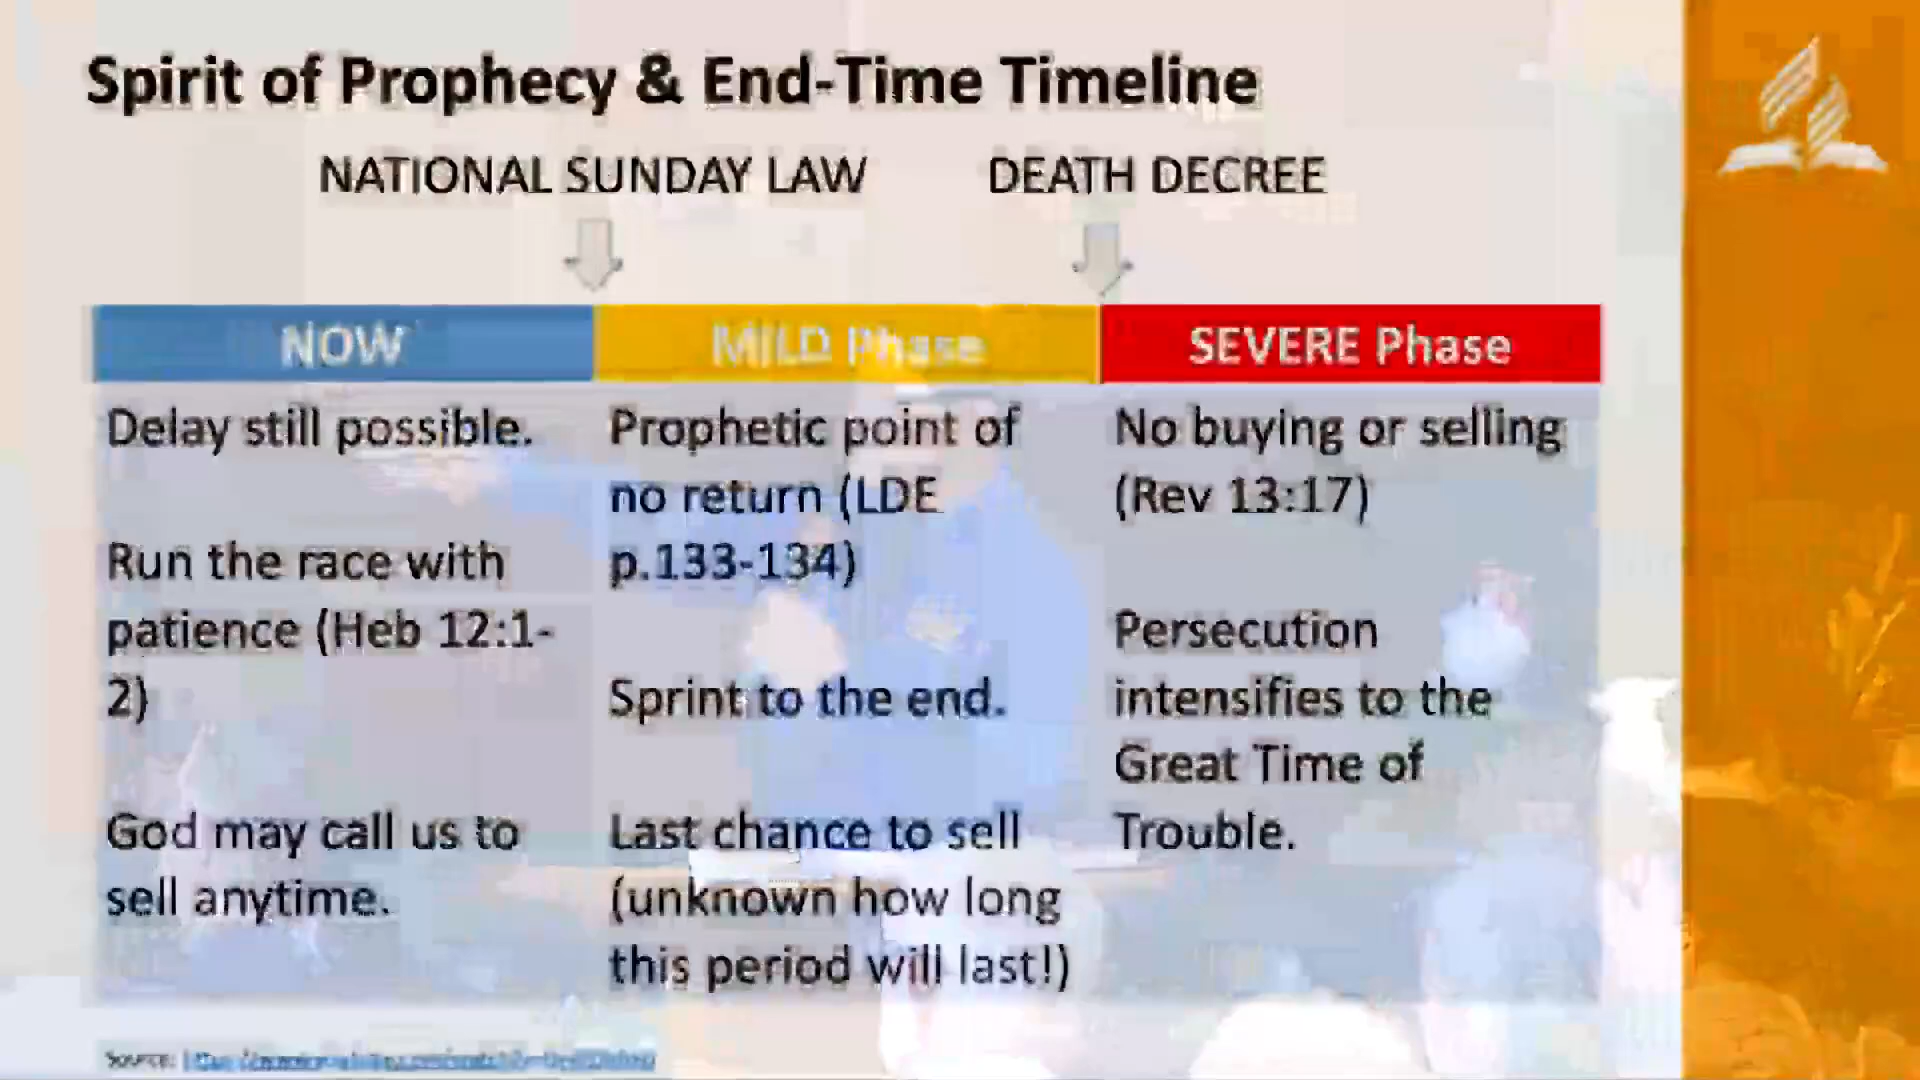 Spirit of Prophecy & End-Time Timeline
NATIONAL SUNDAY LAW DEATH DECREE
NOW MILD Phase SEVERE Phase
Delay still possible.
Run the race with
patience (Heb 12:1-
2)
God may call us to
sell anytime.
Prophetic point of
no return (LDE
p.133-134)
Sprint to the end.
Last chance to sell
(unknown how long
this period will last!)
No buying or selling
(Rev 13:17)
Persecution
intensifies to the
Great Time of
Trouble.
Source: